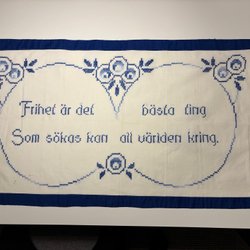 Frihet är det bästa ting
Som sökas kan all världen kring.